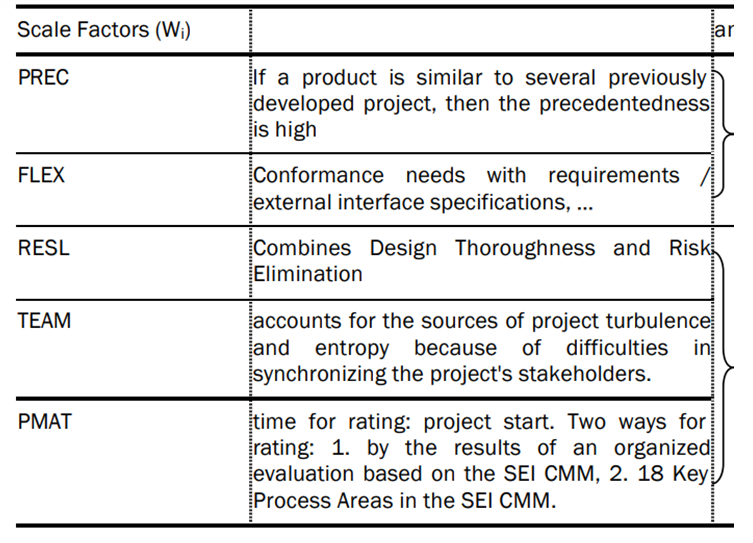 Scale Factors (Wi)
an
PREC
If a product is similar to several previously
developed project, then the precedentedness
is high
FLEX
Conformance needs with requirements /
external interface specifications, ...
RESL
Combines Design Thoroughness and Risk
Elimination
TEAM
accounts for the sources of project turbulence
and entropy because of difficulties in
synchronizing the project's stakeholders.
PMAT
time for rating: project start. Two ways for
rating: 1. by the results of an organized
evaluation based on the SEI CMM, 2. 18 Key
Process Areas in the SEI CMM.